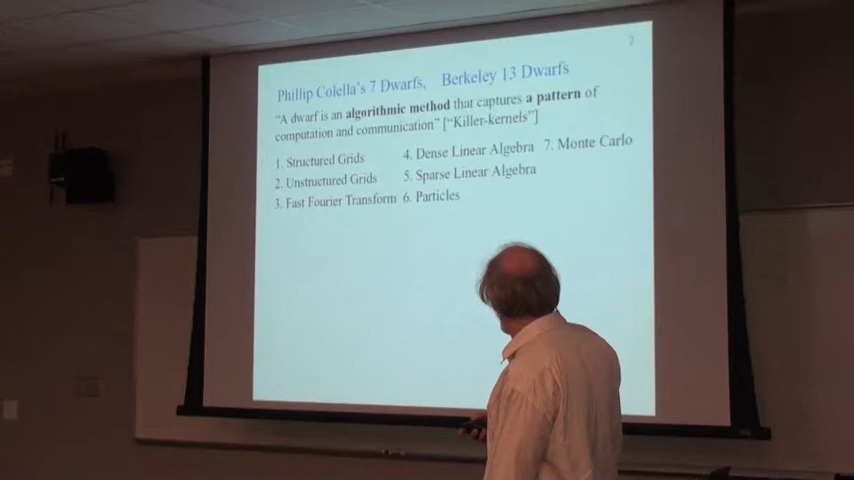 2
Phillip Colella's 7 Dwarfs, Berkeley 13 Dwarfs
"A dwarf is an algorithmic method that captures a pattern of
computation and communication" ["Killer-kernels"]
1. Structured Grids 4. Dense Linear Algebra 7. Monte Carlo
2. Unstructured Grids 5. Sparse Linear Algebra
3. Fast Fourier Transform 6. Particles